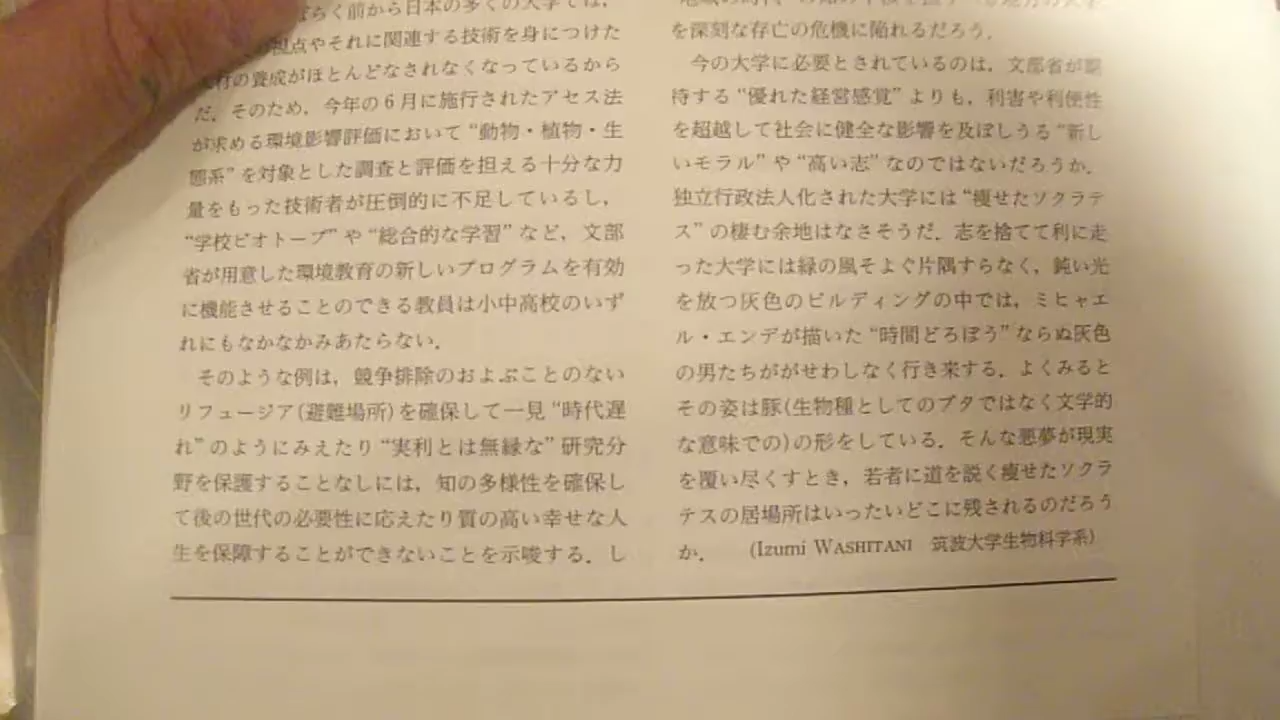 らく前から日本の多くの大学では，
視点やそれに関連する技術を身につけた
の養成がほとんどなされなくなっているから
だ．そのため，今年の6月に施行されたアセス法
が求める環境影響評価において“動物・植物・生
態系”を対象とした調査と評価を担える十分な力
量をもった技術者が圧倒的に不足しているし，
“学校ビオトープ”や“総合的な学習”など，文部
省が用意した環境教育の新しいプログラムを有効
に機能させることのできる教員は小中高校のいず
れにもなかなかみあたらない．
そのような例は，競争排除のおよぶことのない
リフュージア(避難場所)を確保して一見“時代遅
れ”のようにみえたり“実利とは無縁な”研究分
野を保護することなしには，知の多様性を確保し
て後の世代の必要性に応えたり質の高い幸せな人
生を保障することができないことを示唆する．し
を深刻な存亡の危機に陥れるだろう．
今の大学に必要とされているのは，文部省が期
待する“優れた経営感覚”よりも，利害や利便性
を超越して社会に健全な影響を及ぼしうる“新し
いモラル”や“高い志”なのではないだろうか．
独立行政法人化された大学には“痩せたソクラテ
ス”の棲む余地はなさそうだ．志を捨てて利に走
った大学には緑の風そよぐ片隅すらなく，鈍い光
を放つ灰色のビルディングの中では，ミヒャエ
ル・エンデが描いた“時間どろぼう”ならぬ灰色
の男たちががせわしなく行き来する．よくみると
その姿は豚(生物種としてのブタではなく文学的
な意味での)の形をしている．そんな悪夢が現実
を覆い尽くすとき，若者に道を説く痩せたソクラ
テスの居場所はいったいどこに残されるのだろう
か． (Izumi WASHITANI 筑波大学生物科学系)